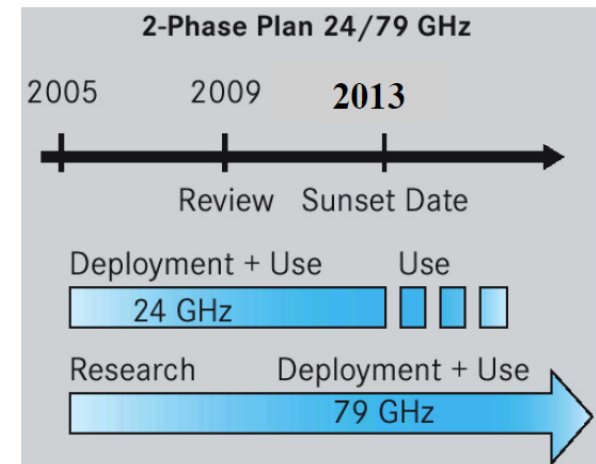 2-Phase Plan 24/79 GHz
2005 2009 2013
Review Sunset Date
Deployment + Use Use
24 GHz
Research Deployment + Use
79 GHz